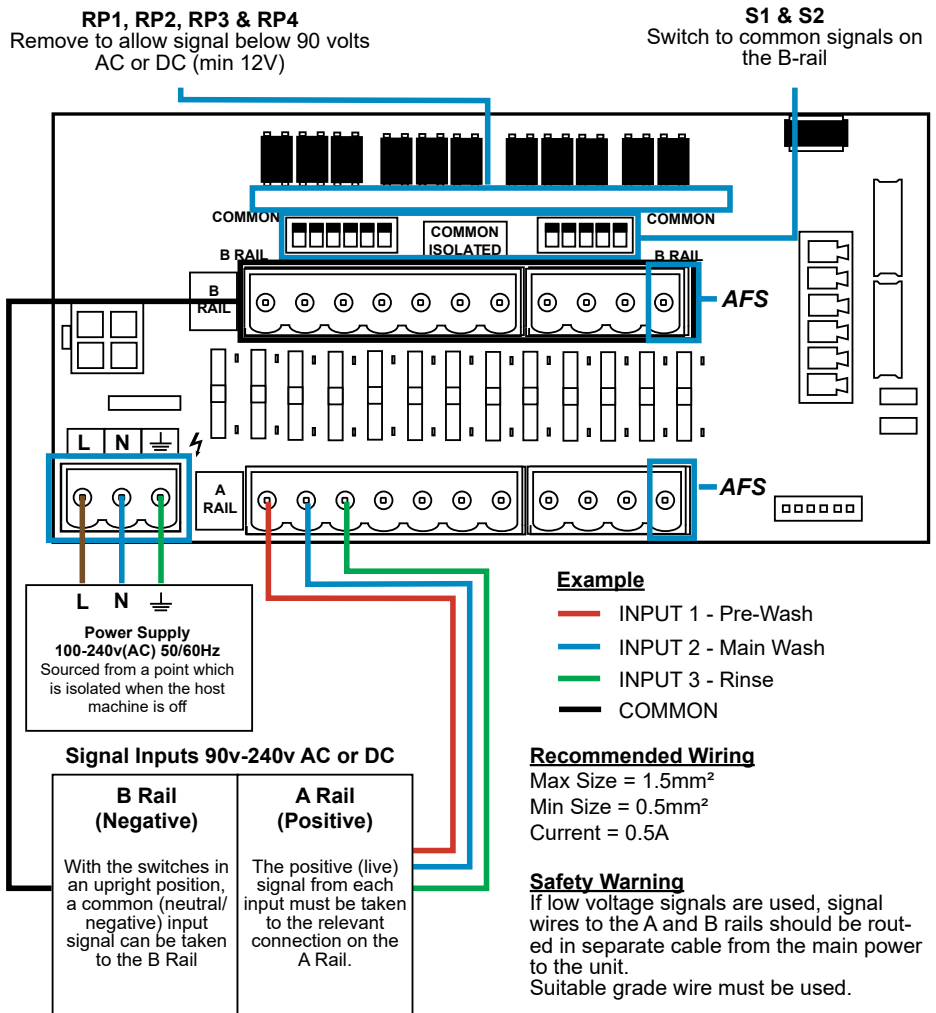 RP1, RP2, RP3 & RP4
Remove to allow signal below 90 volts
AC or DC (min 12V)
S1 & S2
Switch to common signals on
the B-rail
COMMON
COMMON
ISOLATED
COMMON
B RAIL
B RAIL
B
RAIL
AFS
L N
A
RAIL
AFS
L N
Power Supply
100-240v(AC) 50/60Hz
Sourced from a point which
is isolated when the host
machine is off
Example
INPUT 1 - Pre-Wash
INPUT 2 - Main Wash
INPUT 3 - Rinse
COMMON
Signal Inputs 90v-240v AC or DC
B Rail
(Negative)
With the switches in
an upright position,
a common (neutral/
negative) input
signal can be taken
to the B Rail
A Rail
(Positive)
The positive (live)
signal from each
input must be taken
to the relevant
connection on the
A Rail.
Recommended Wiring
Max Size = 1.5mm²
Min Size = 0.5mm²
Current = 0.5A
Safety Warning
If low voltage signals are used, signal
wires to the A and B rails should be rout-
ed in separate cable from the main power
to the unit.
Suitable grade wire must be used.